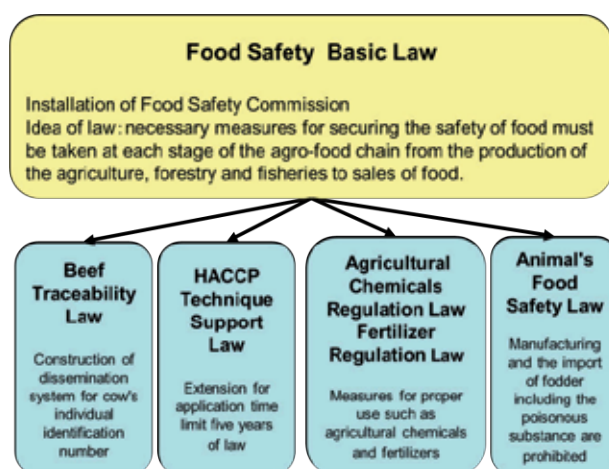 Food Safety Basic Law
Installation of Food Safety Commission
Idea of law: necessary measures for securing the safety of food must
be taken at each stage of the agro-food chain from the production of
the agriculture, forestry and fisheries to sales of food.
Beef
Traceability
Law
Construction of
dissemination
system for cow's
individual
identification
number
HACCP
Technique
Support
Law
Extension for
application time
limit five years
of law
Agricultural
Chemicals
Regulation Law
Fertilizer
Regulation Law
Measures for proper
use such as
agricultural chemicals
and fertilizers
Animal's
Food
Safety Law
Manufacturing
and the import
of fodder
including the
poisonous
substance are
prohibited